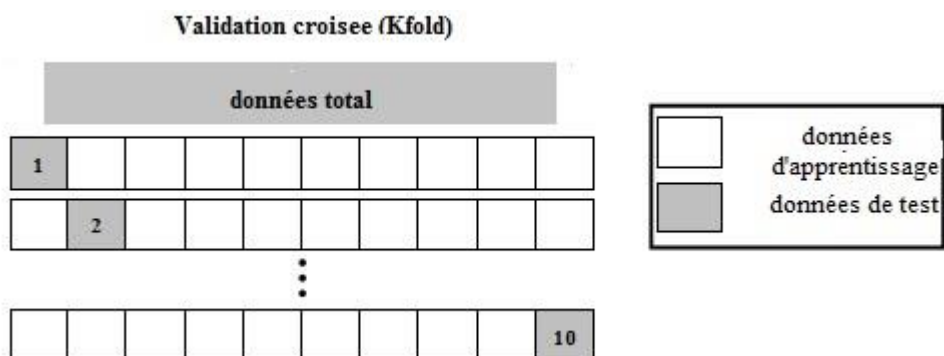 Validation croisee (Kfold)
données total
1
2
10
données
d'apprentissage
données de test